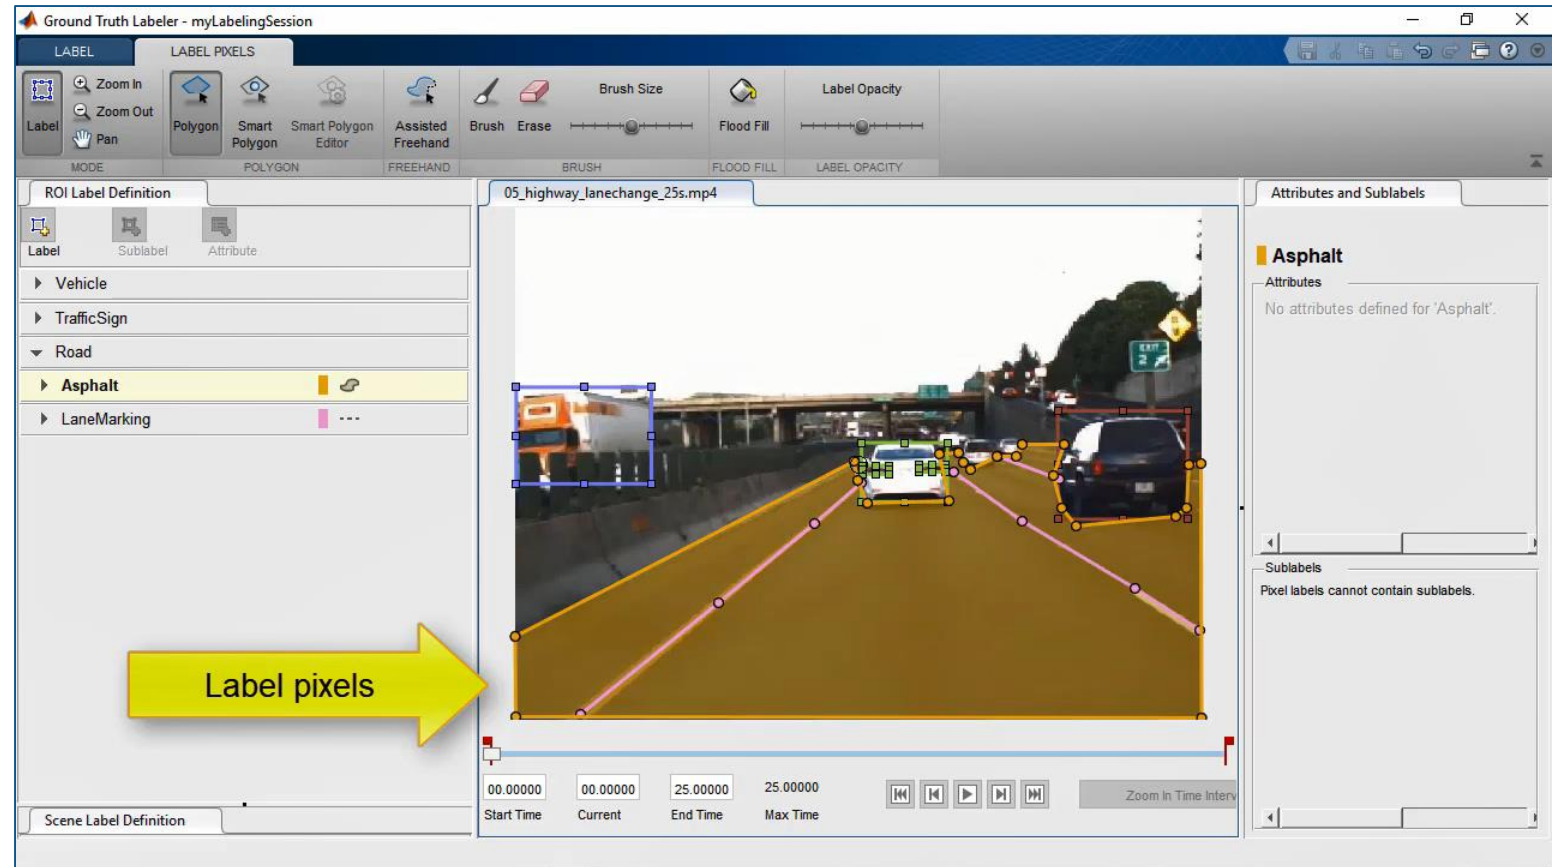 Ground Truth Labeler - myLabelingSession
LABEL
LABEL PIXELS
Label
Zoom In
Zoom Out
Pan
MODE
Polygon
Smart Polygon
Smart Polygon Editor
POLYGON
Assisted Freehand
FREEHAND
Brush
Erase
Brush Size
BRUSH
Flood Fill
FLOOD FILL
Label Opacity
LABEL OPACITY
ROI Label Definition
Label
Sublabel
Attribute
Vehicle
TrafficSign
Road
Asphalt
LaneMarking
Label pixels
Scene Label Definition
05_highway_lanechange_25s.mp4
EXIT
2
00.00000
00.00000
25.00000
25.00000
Start Time
Current
End Time
Max Time
Zoom In Time Interv
Attributes and Sublabels
Asphalt
Attributes
No attributes defined for 'Asphalt'.
Sublabels
Pixel labels cannot contain sublabels.